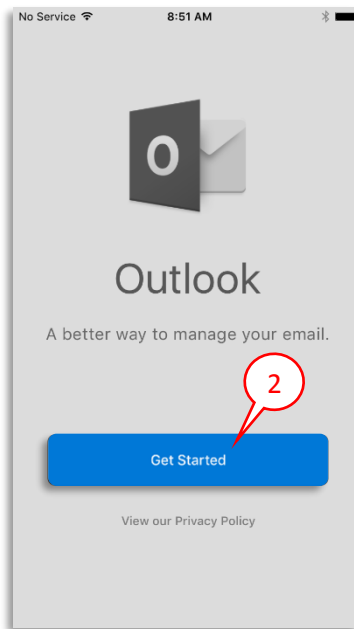 No Service 8:51 AM
O
Outlook
A better way to manage your email.
2
Get Started
View our Privacy Policy